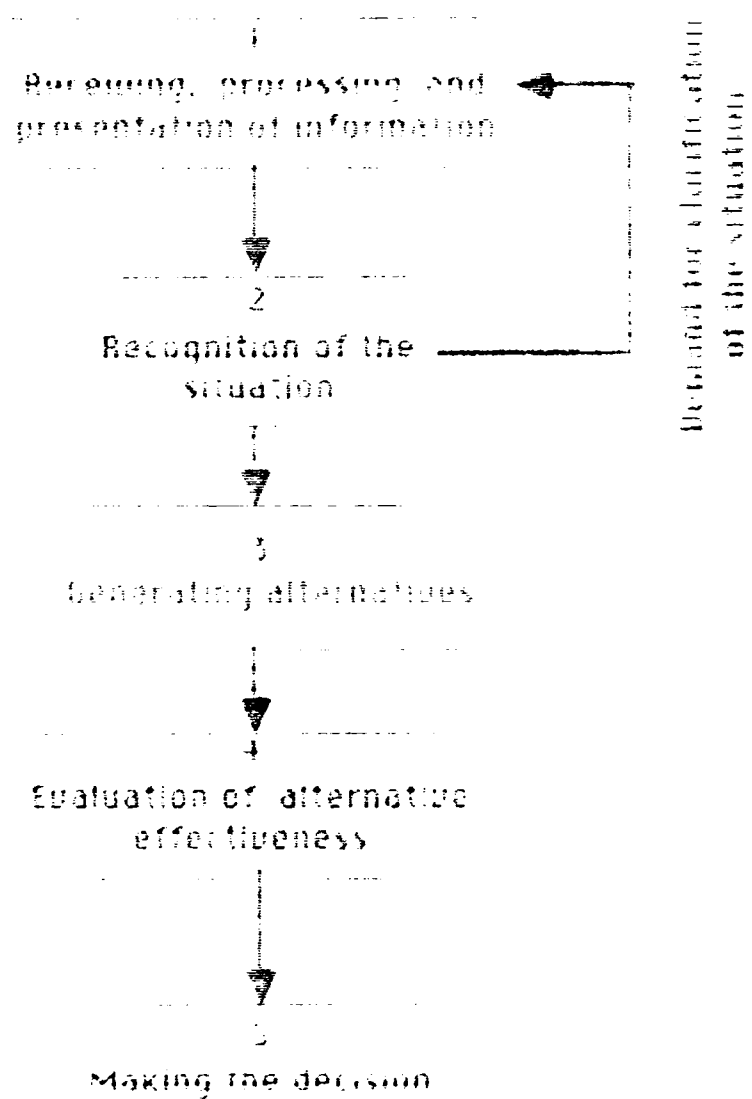 1
Receiving, processing and
presentation of information
2
Recognition of the
situation
3
Generating alternatives
4
Evaluation of alternative
effectiveness
5
Making the decision
Demand for clarification
of the situation